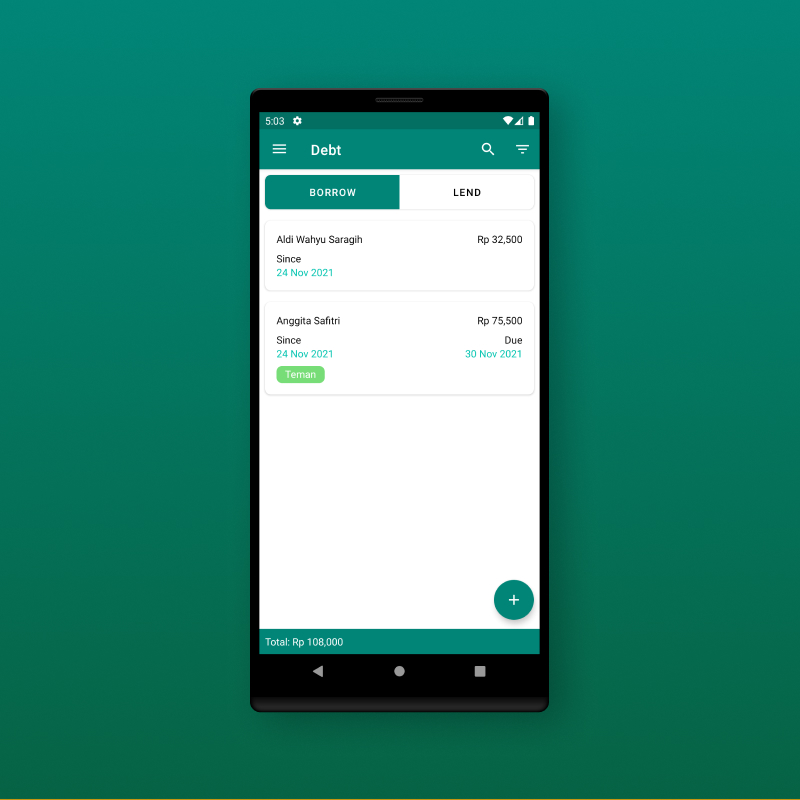 5:03
Debt
BORROW LEND
Aldi Wahyu Saragih Rp 32,500
Since
24 Nov 2021
Anggita Safitri Rp 75,500
Since Due
24 Nov 2021 30 Nov 2021
Teman
Total: Rp 108,000